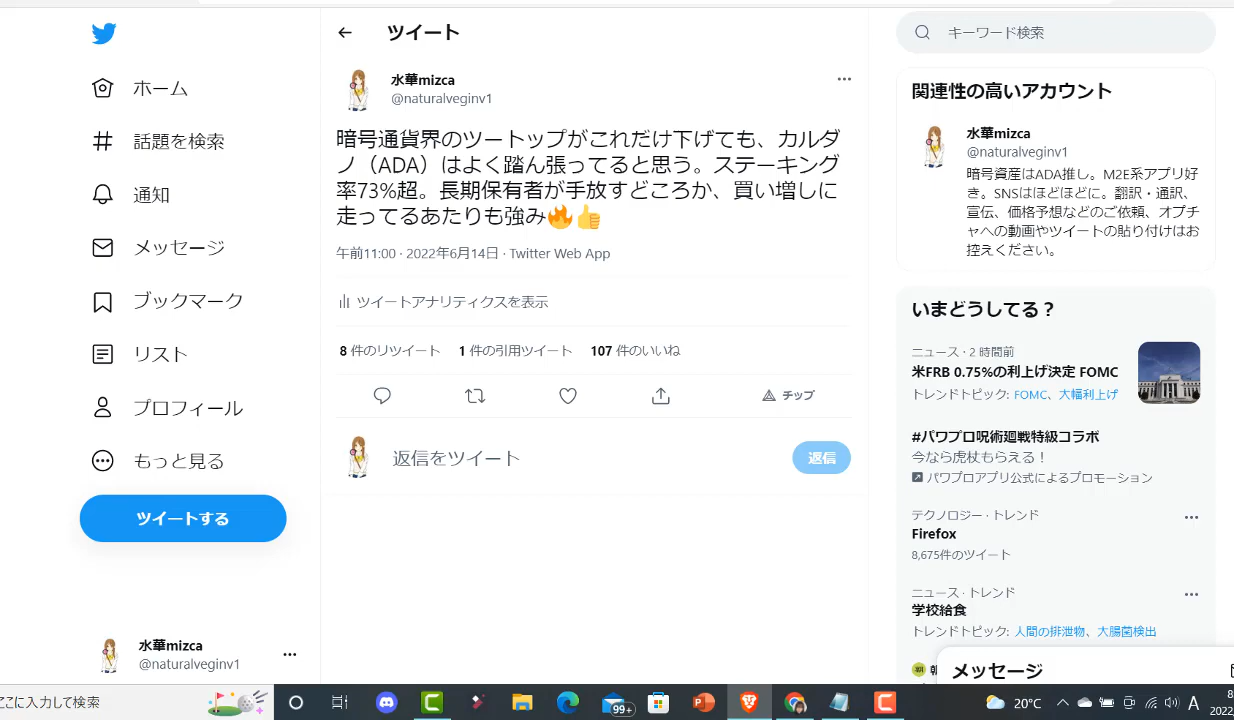 ホーム
話題を検索
通知
メッセージ
ブックマーク
リスト
プロフィール
もっと見る
ツイートする
水華mizca
@naturalveginv1
ツイート
水華mizca
@naturalveginv1
暗号通貨界のツートップがこれだけ下げても、カルダ
ノ（ADA）はよく踏ん張ってると思う。ステーキング
率73%超。長期保有者が手放すどころか、買い増しに
走ってるあたりも強み🔥👍
午前11:00 · 2022年6月14日 · Twitter Web App
ツイートアナリティクスを表示
8 件のリツイート 1 件の引用ツイート 107 件のいいね
チップ
返信をツイート
返信
キーワード検索
関連性の高いアカウント
水華mizca
@naturalveginv1
暗号資産はADA推し。M2E系アプリ好
き。SNSはほどほどに。翻訳・通訳、
宣伝、価格予想などのご依頼、オプチ
ャへの動画やツイートの貼り付けはお
控えください。
いまどうしてる？
ニュース · 2 時間前
米FRB 0.75%の利上げ決定 FOMC
トレンドトピック: FOMC、大幅利上げ
#パワプロ呪術廻戦特級コラボ
今なら虎杖もらえる！
パワプロアプリ公式によるプロモーション
テクノロジー · トレンド
Firefox
8,675件のツイート
ニュース · トレンド
学校給食
トレンドトピック: 人間の排泄物、大腸菌検出
メッセージ
ここに入力して検索
99+
20°C
A
2022